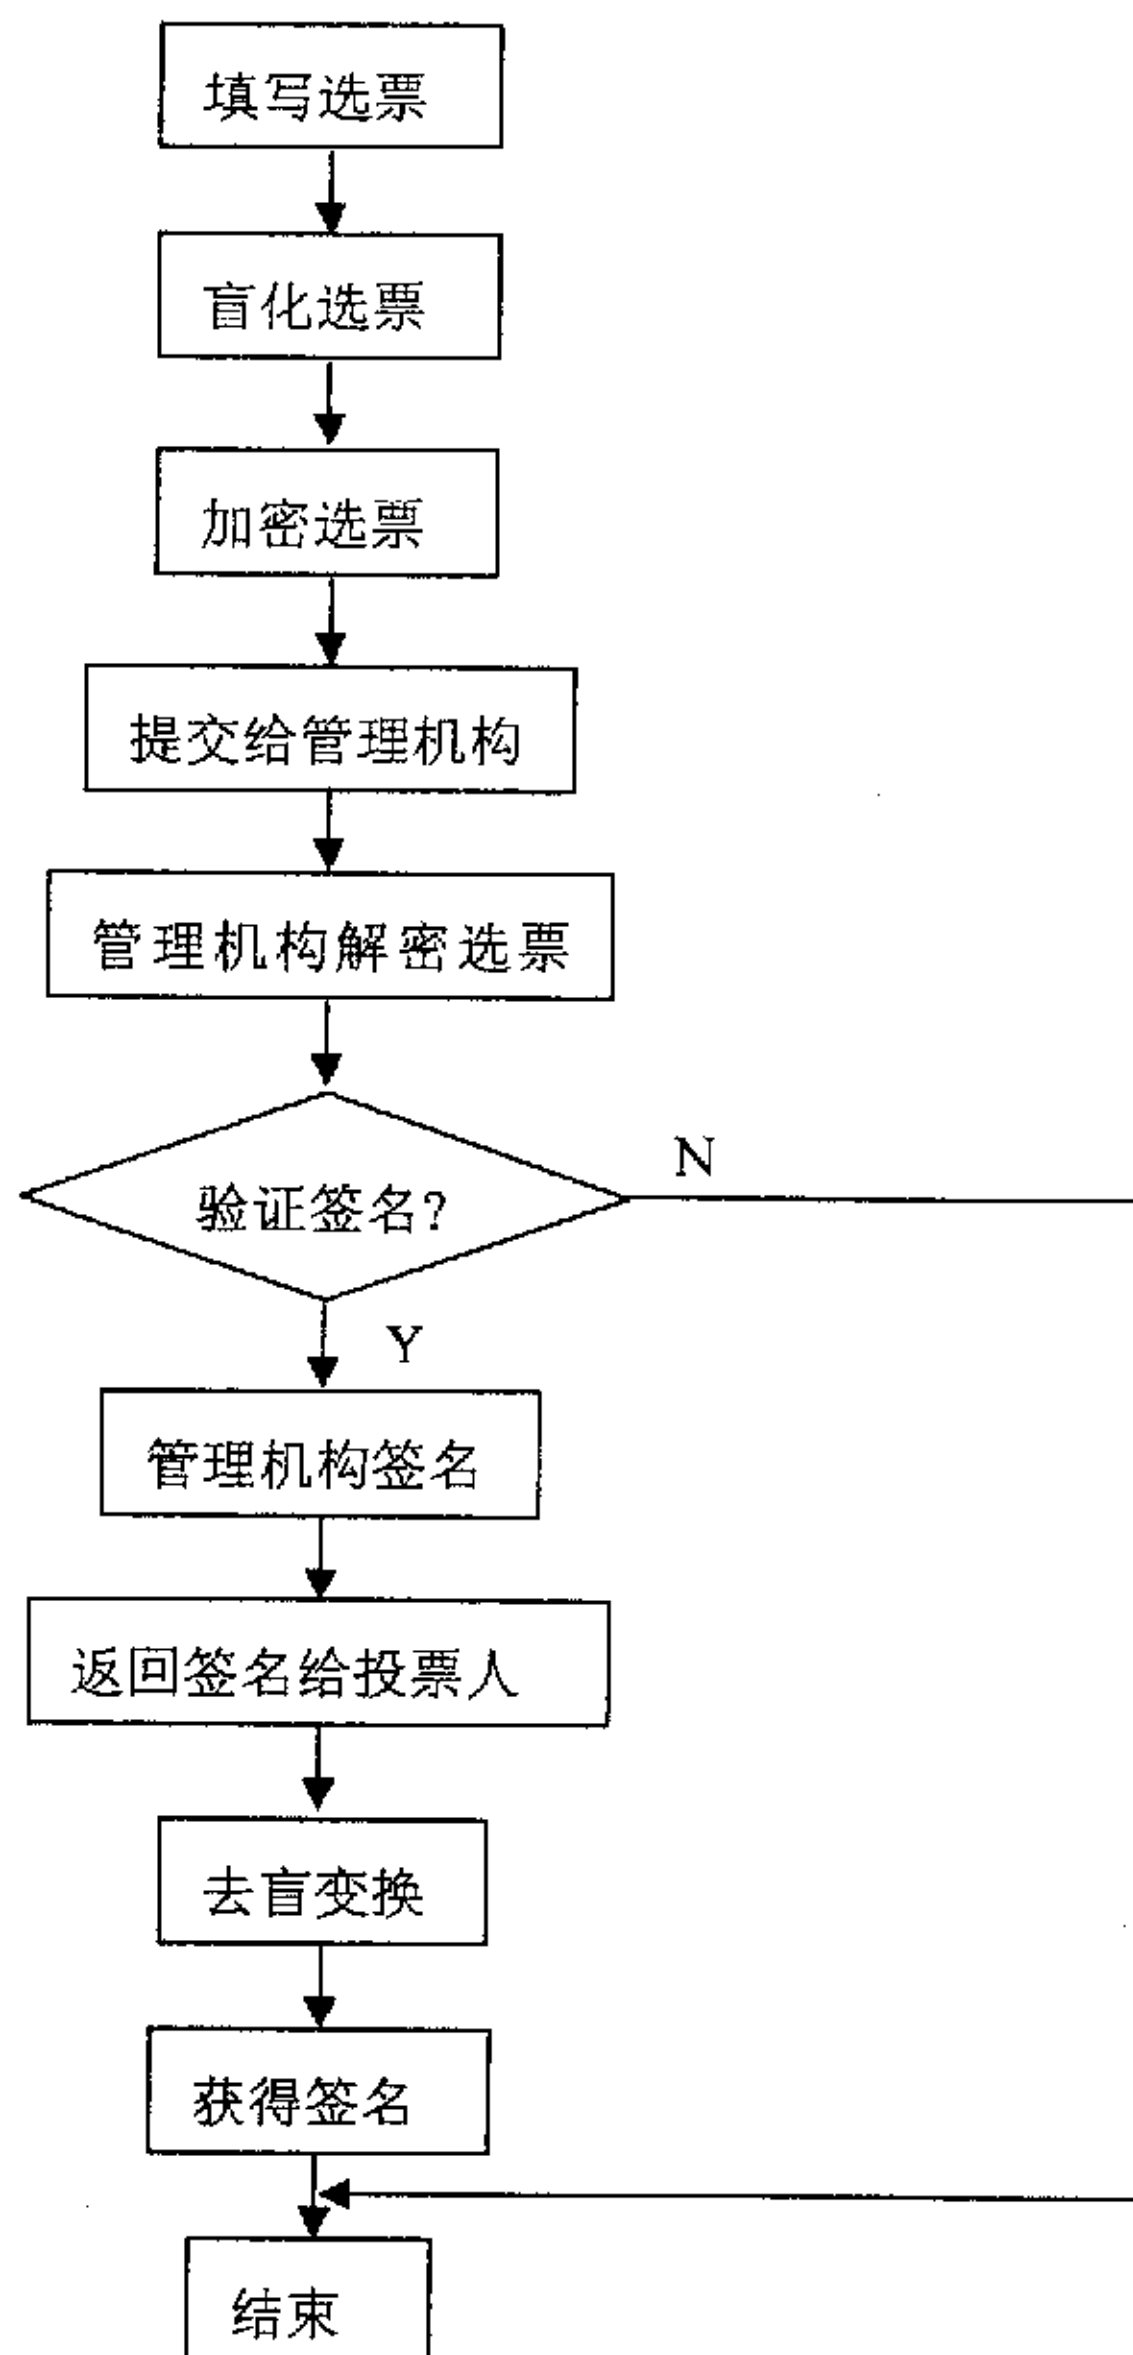 填写选票
盲化选票
加密选票
提交给管理机构
管理机构解密选票
验证签名?
N
Y
管理机构签名
返回签名给投票人
去盲变换
获得签名
结束